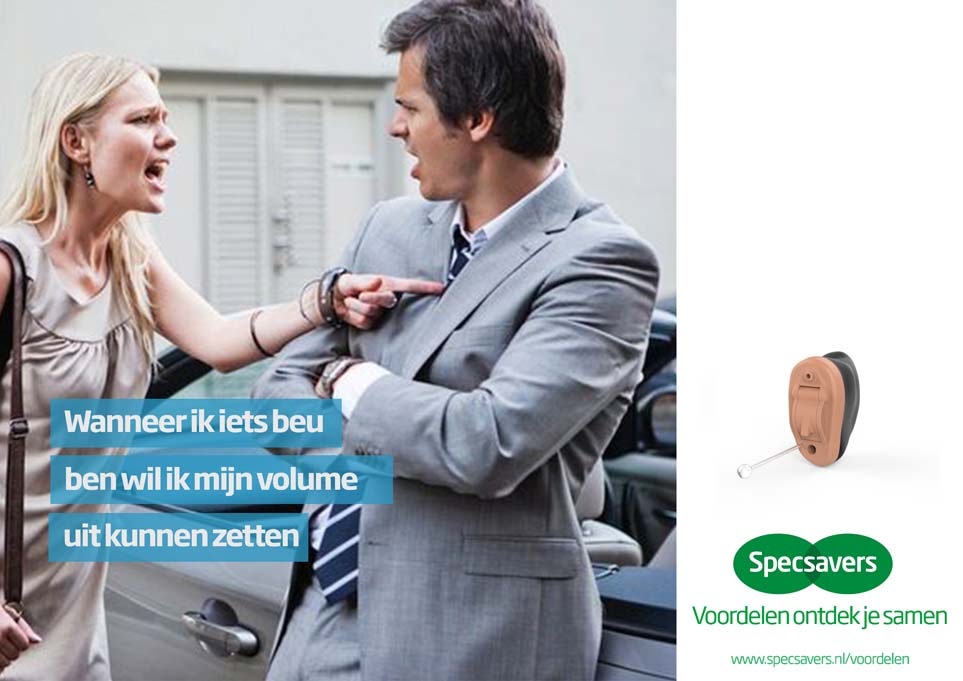 Wanneer ik iets beu
ben wil ik mijn volume
uit kunnen zetten
Specsavers
Voordelen ontdek je samen
www.specsavers.nl/voordelen